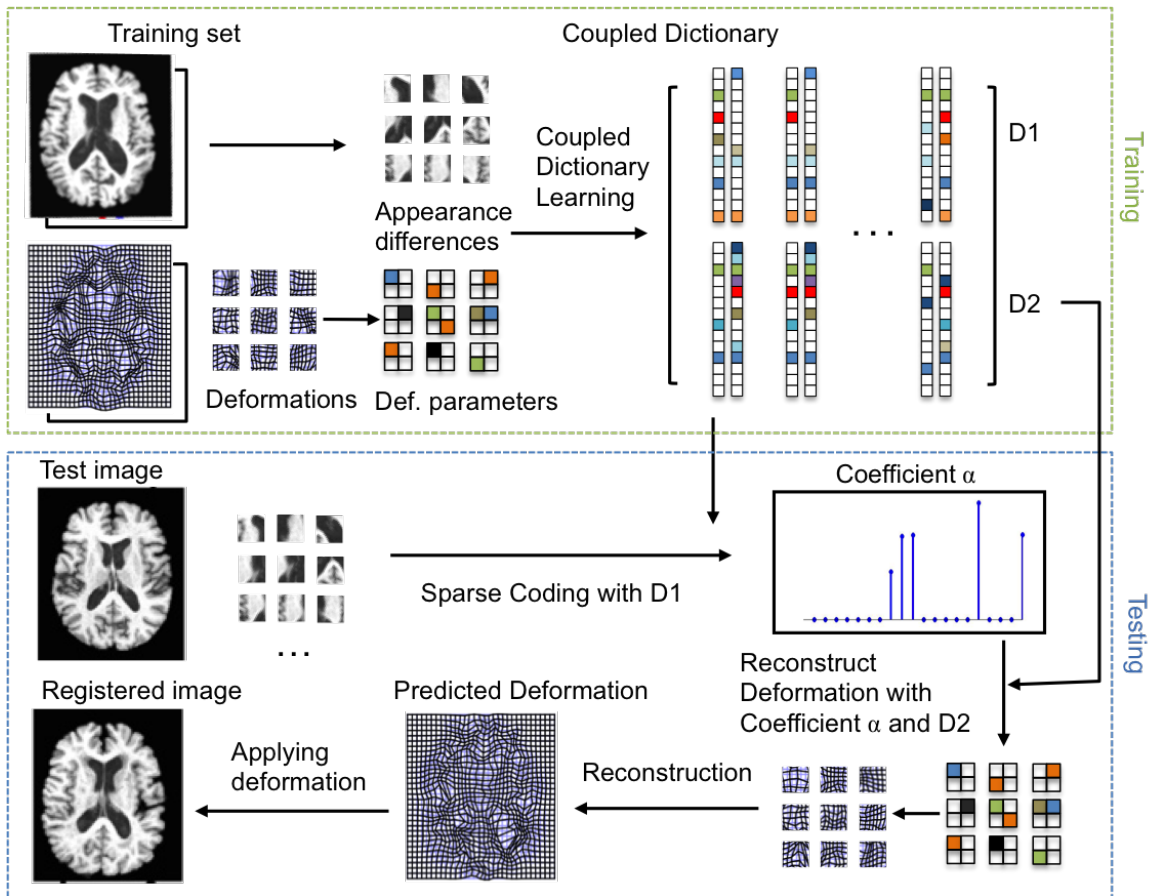 Training set
Coupled Dictionary
Coupled
Dictionary
Learning
D1
Training
Appearance
differences
. . .
D2
Deformations
Def. parameters
Test image
Coefficient α
Sparse Coding with D1
. . .
Testing
Reconstruct
Deformation with
Coefficient α and D2
Registered image
Predicted Deformation
Applying
deformation
Reconstruction